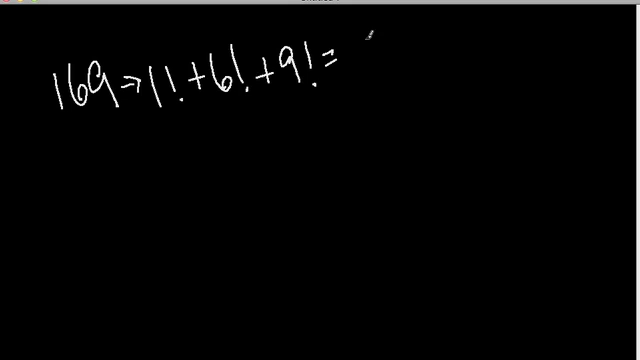 169 → 1! + 6! + 9! =